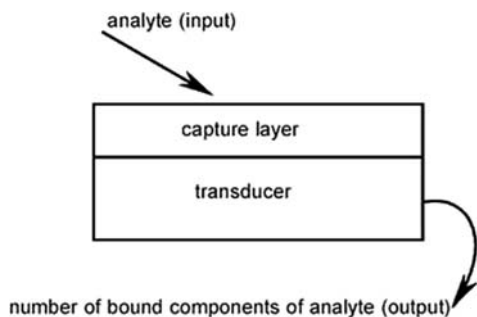 analyte (input)
capture layer
transducer
number of bound components of analyte (output)